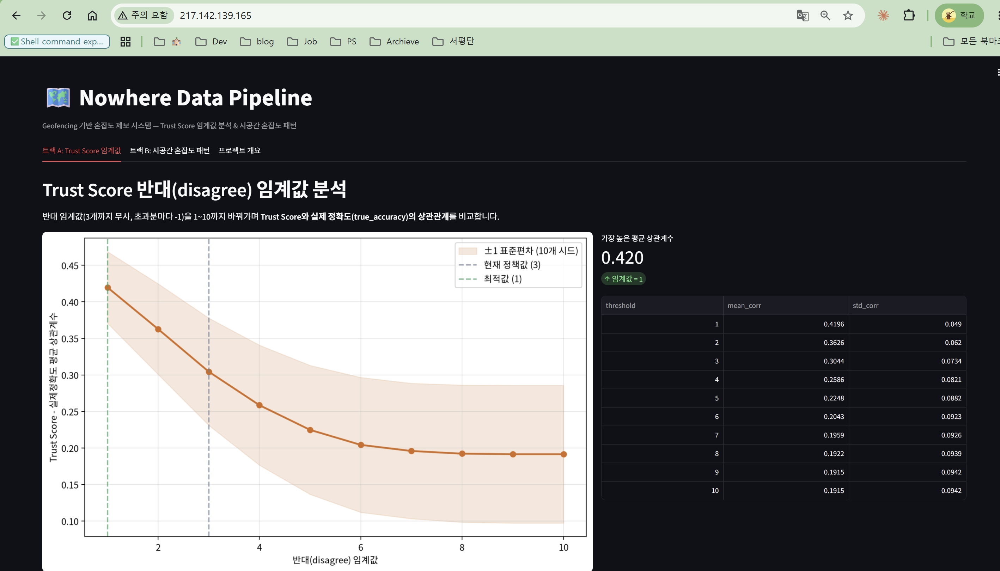 주의 요함 217.142.139.165
학교
Shell command exp...
Dev
blog
Job
PS
Archieve
서평단
모든 북마
Nowhere Data Pipeline
Geofencing 기반 혼잡도 제보 시스템 — Trust Score 임계값 분석 & 시공간 혼잡도 패턴
트랙 A: Trust Score 임계값
트랙 B: 시공간 혼잡도 패턴
프로젝트 개요
Trust Score 반대(disagree) 임계값 분석
반대 임계값(3개까지 무사, 초과분마다 -1)을 1~10까지 바꿔가며 Trust Score와 실제 정확도(true_accuracy)의 상관관계를 비교합니다.
±1 표준편차 (10개 시드)
현재 정책값 (3)
최적값 (1)
Trust Score - 실제정확도 평균 상관계수
0.45
0.40
0.35
0.30
0.25
0.20
0.15
0.10
2 4 6 8 10
반대(disagree) 임계값
가장 높은 평균 상관계수
0.420
↑ 임계값 = 1
threshold mean_corr std_corr
1 0.4196 0.049
2 0.3626 0.062
3 0.3044 0.0734
4 0.2586 0.0821
5 0.2248 0.0882
6 0.2043 0.0923
7 0.1959 0.0926
8 0.1922 0.0939
9 0.1915 0.0942
10 0.1915 0.0942